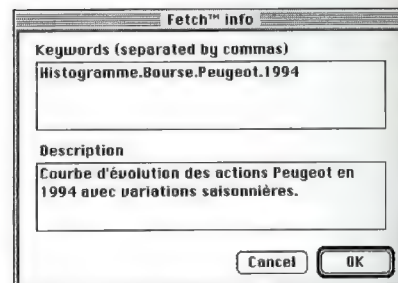 Fetch™ info
Keywords (separated by commas)
Histogramme.Bourse.Peugeot.1994
Description
Courbe d'évolution des actions Peugeot en
1994 avec variations saisonnières.
Cancel OK